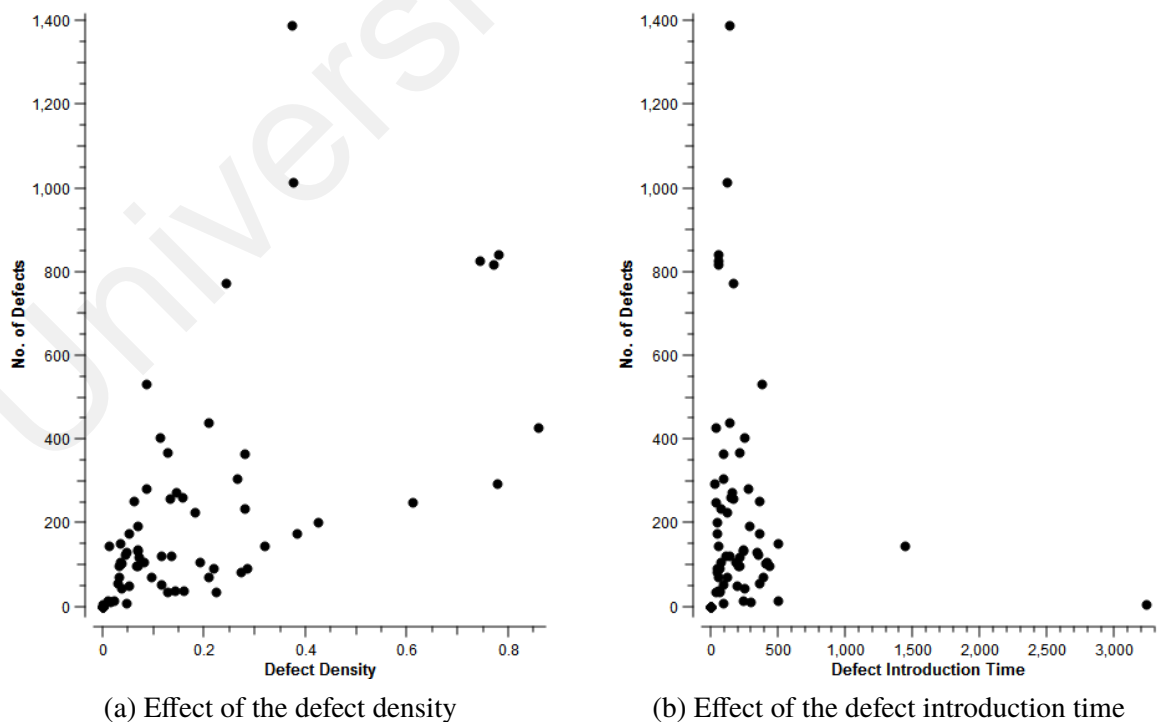 1,400
1,200
1,000
800
600
400
200
0
No. of Defects
0 0.2 0.4 0.6 0.8
Defect Density
(a) Effect of the defect density
1,400
1,200
1,000
800
600
400
200
0
No. of Defects
0 500 1,000 1,500 2,000 2,500 3,000
Defect Introduction Time
(b) Effect of the defect introduction time
Universi